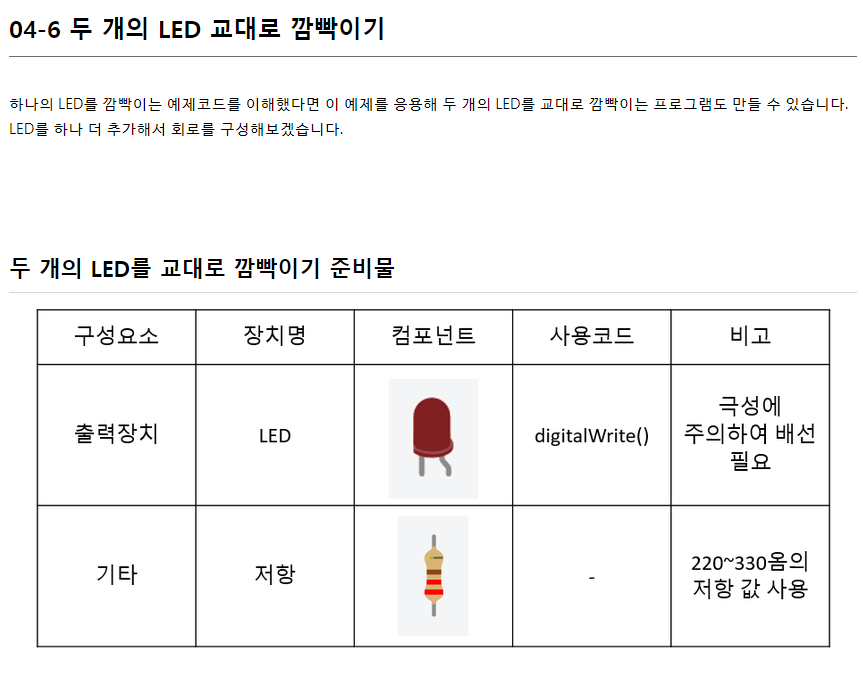 04-6 두 개의 LED 교대로 깜빡이기
하나의 LED를 깜빡이는 예제코드를 이해했다면 이 예제를 응용해 두 개의 LED를 교대로 깜빡이는 프로그램도 만들 수 있습니다.
LED를 하나 더 추가해서 회로를 구성해보겠습니다.
두 개의 LED를 교대로 깜빡이기 준비물
구성요소 장치명 컴포넌트 사용코드 비고
출력장치 LED digitalWrite() 극성에
주의하여 배선
필요
기타 저항 - 220~330옴의
저항 값 사용